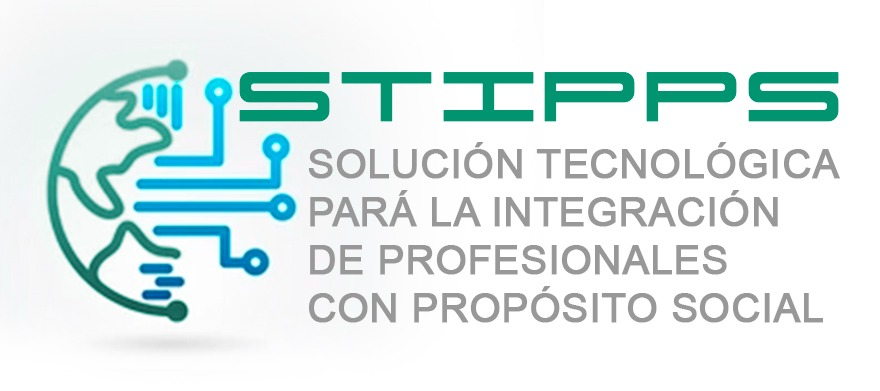 STIPPS
SOLUCIÓN TECNOLÓGICA
PARÁ LA INTEGRACIÓN
DE PROFESIONALES
CON PROPÓSITO SOCIAL